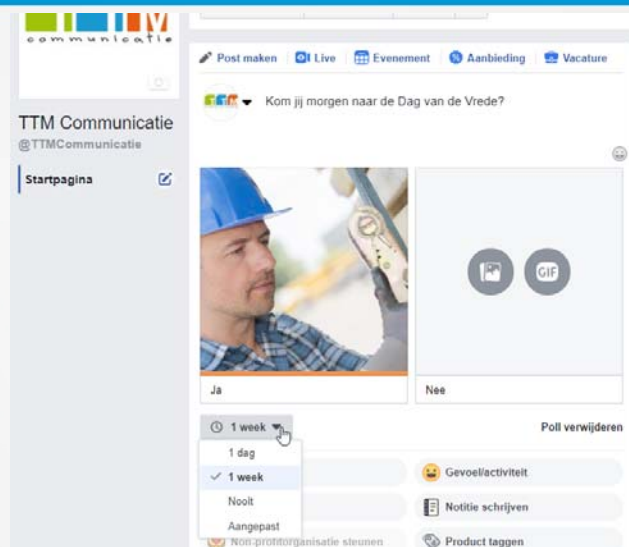 communicatie
Post maken Live Evenement Aanbieding Vacature
TTM Kom jij morgen naar de Dag van de Vrede?
TTM Communicatie
@TTMCommunicatie
Startpagina
GIF
Ja Nee
1 week Poll verwijderen
1 dag
✓ 1 week
Nooit
Aangepast
Gevoel/activiteit
Notitie schrijven
Non-profitorganisatie steunen Product taggen